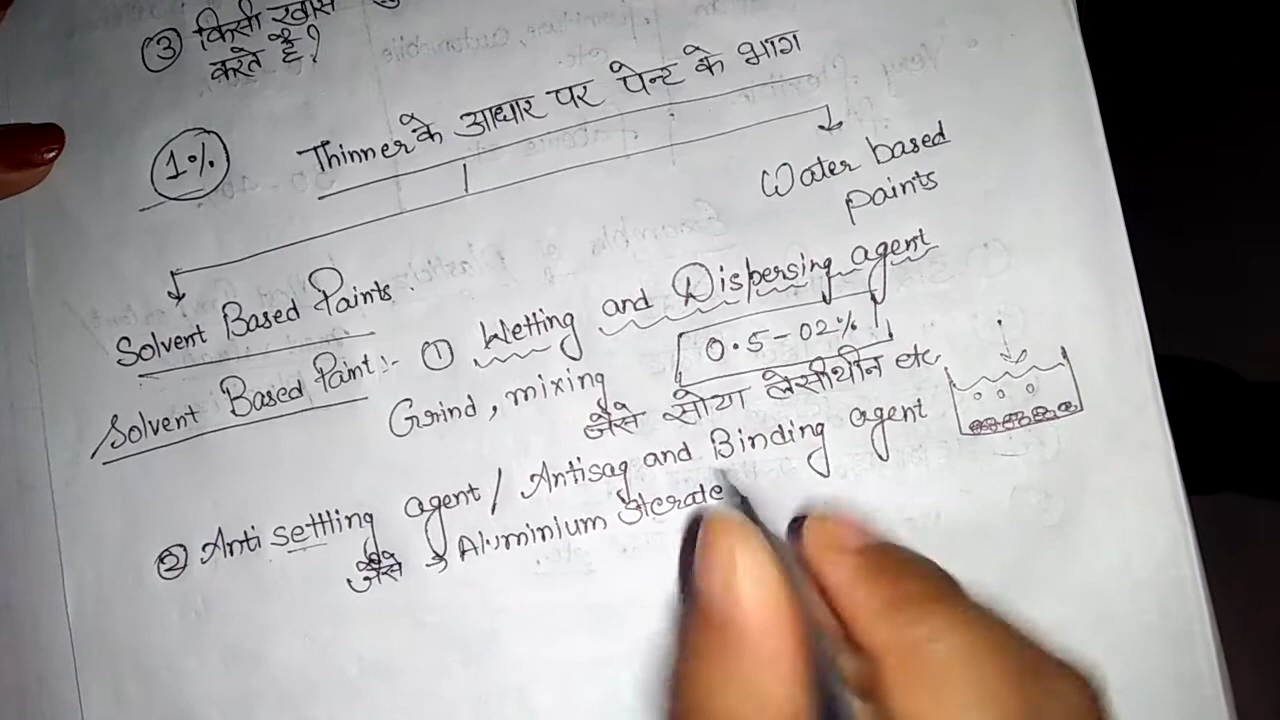 ③ किसी खास
करते है?
1% Thinner के आधार पर पेन्ट के भाग
Water based
paints
Solvent Based Paints.
Solvent Based Paint:- ① Wetting and Dispersing agent
0.5-02%
Grind, mixing
जैसे सोया लेसीथीन etc.
② Anti settling agent/ Antisag and Binding agent
जैसे → Aluminium Sterate